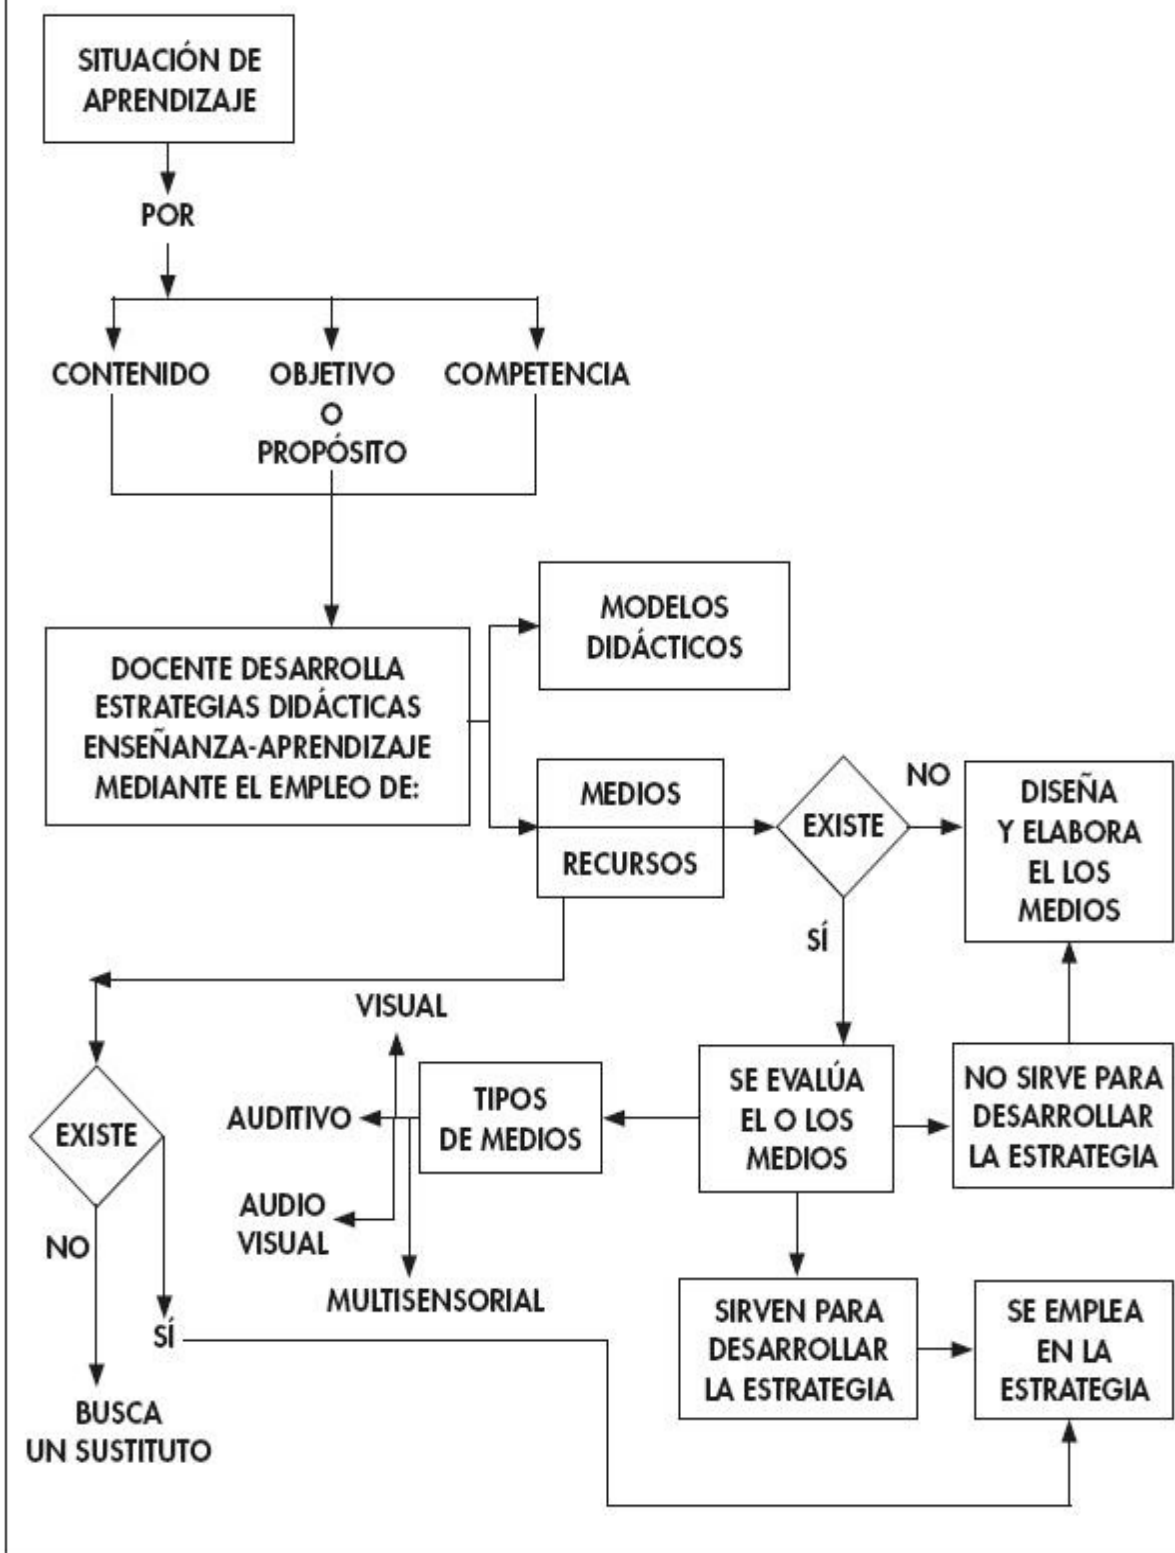 SITUACIÓN DE
APRENDIZAJE
POR
CONTENIDO
OBJETIVO
O
PROPÓSITO
COMPETENCIA
DOCENTE DESARROLLA
ESTRATEGIAS DIDÁCTICAS
ENSEÑANZA-APRENDIZAJE
MEDIANTE EL EMPLEO DE:
MODELOS
DIDÁCTICOS
MEDIOS
RECURSOS
EXISTE
NO
DISEÑA
Y ELABORA
EL LOS
MEDIOS
SÍ
SE EVALÚA
EL O LOS
MEDIOS
NO SIRVE PARA
DESARROLLAR
LA ESTRATEGIA
TIPOS
DE MEDIOS
VISUAL
AUDITIVO
AUDIO
VISUAL
MULTISENSORIAL
SIRVEN PARA
DESARROLLAR
LA ESTRATEGIA
SE EMPLEA
EN LA
ESTRATEGIA
EXISTE
NO
SÍ
BUSCA
UN SUSTITUTO